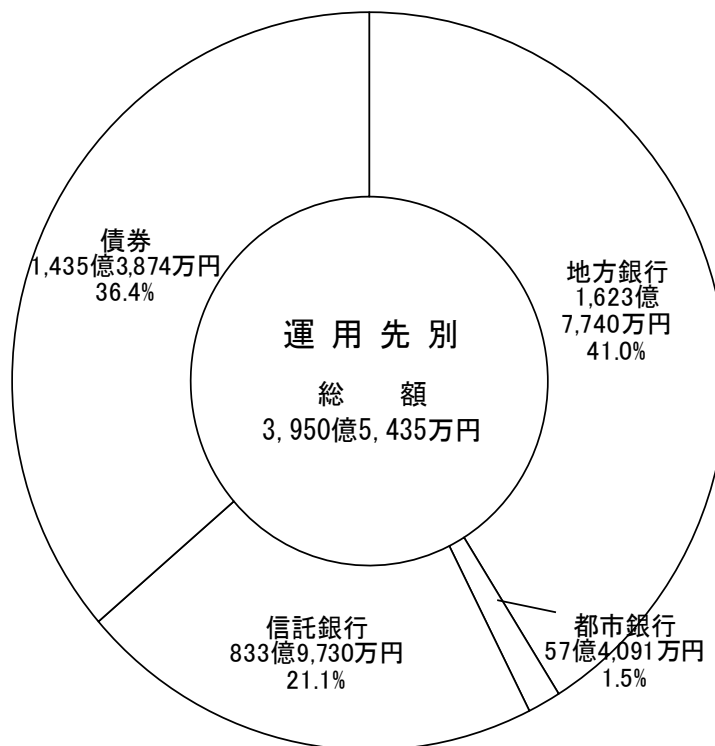 債券
1,435億3,874万円
36.4%
地方銀行
1,623億
7,740万円
41.0%
運用先別
総額
3,950億5,435万円
信託銀行
833億9,730万円
21.1%
都市銀行
57億4,091万円
1.5%